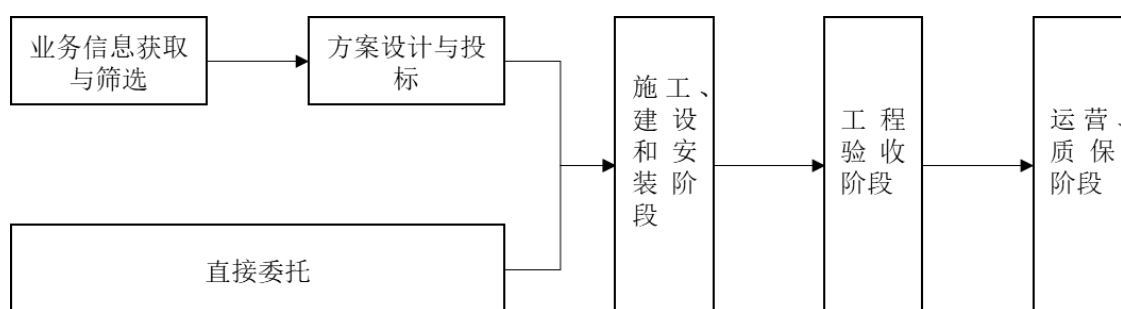 业务信息获取
与筛选
方案设计与投
标
直接委托
施工、
建设
和安
装阶
段
工程
验收
阶段
运营、
质保
阶段